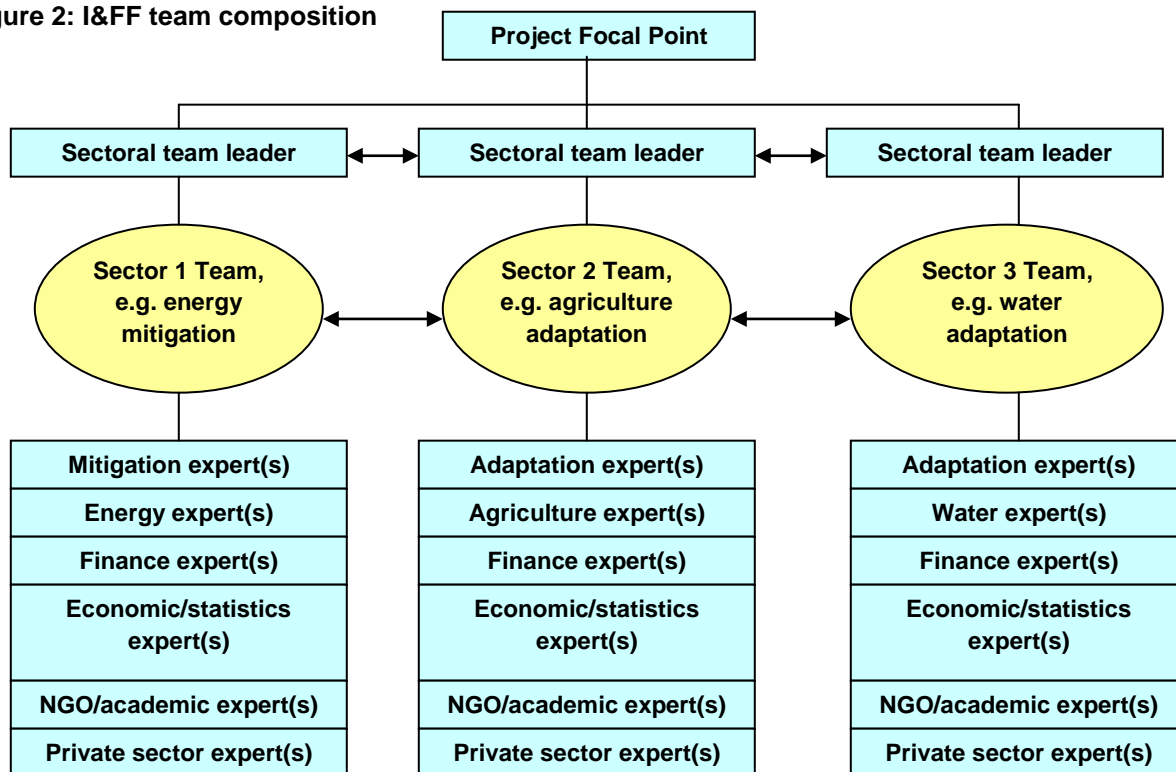 gure 2: I&FF team composition
Project Focal Point
Sectoral team leader
Sectoral team leader
Sectoral team leader
Sector 1 Team,
e.g. energy
mitigation
Sector 2 Team,
e.g. agriculture
adaptation
Sector 3 Team,
e.g. water
adaptation
Mitigation expert(s)
Energy expert(s)
Finance expert(s)
Economic/statistics
expert(s)
NGO/academic expert(s)
Private sector expert(s)
Adaptation expert(s)
Agriculture expert(s)
Finance expert(s)
Economic/statistics
expert(s)
NGO/academic expert(s)
Private sector expert(s)
Adaptation expert(s)
Water expert(s)
Finance expert(s)
Economic/statistics
expert(s)
NGO/academic expert(s)
Private sector expert(s)